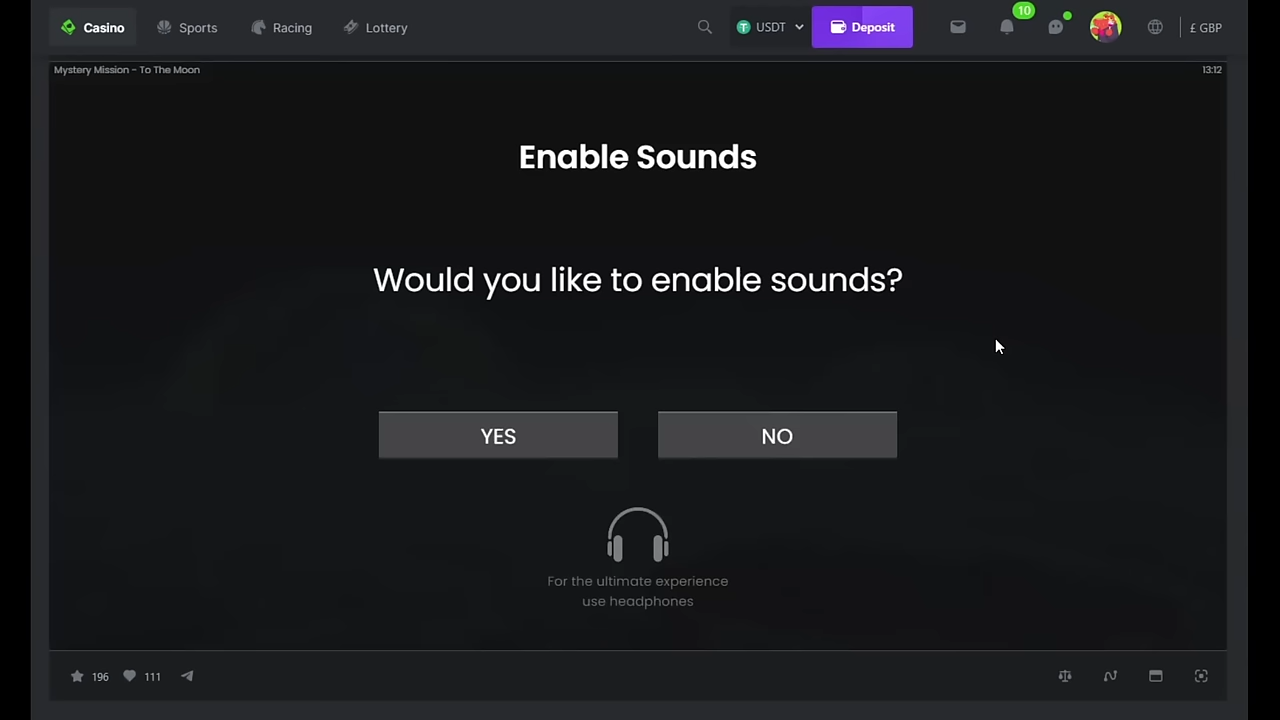 Casino
Sports
Racing
Lottery
USDT
Deposit
10
£ GBP
Mystery Mission - To The Moon
13:12
Enable Sounds
Would you like to enable sounds?
YES
NO
For the ultimate experience
use headphones
196
111